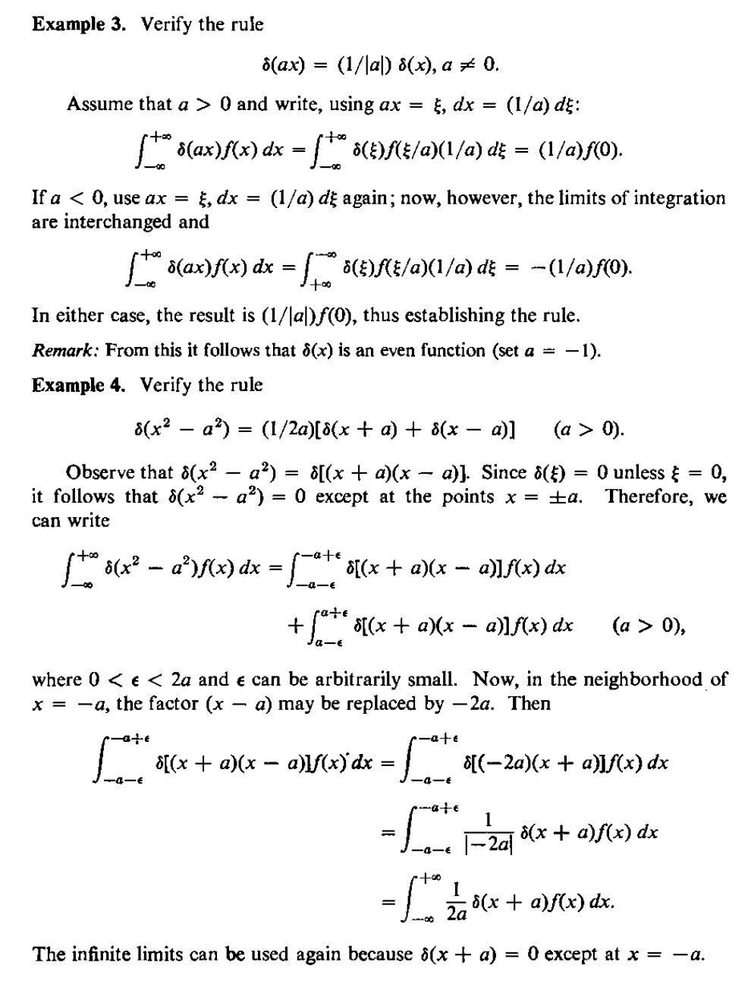 Example 3. Verify the rule
δ(ax) = (1/|a|) δ(x), a ≠ 0.
Assume that a > 0 and write, using ax = ξ, dx = (1/a) dξ:
∫_{−∞}^{+∞} δ(ax)f(x) dx = ∫_{−∞}^{+∞} δ(ξ)f(ξ/a)(1/a) dξ = (1/a)f(0).
If a < 0, use ax = ξ, dx = (1/a) dξ again; now, however, the limits of integration
are interchanged and
∫_{−∞}^{+∞} δ(ax)f(x) dx = ∫_{+∞}^{−∞} δ(ξ)f(ξ/a)(1/a) dξ = −(1/a)f(0).
In either case, the result is (1/|a|)f(0), thus establishing the rule.
Remark: From this it follows that δ(x) is an even function (set a = −1).
Example 4. Verify the rule
δ(x² − a²) = (1/2a)[δ(x + a) + δ(x − a)] (a > 0).
Observe that δ(x² − a²) = δ[(x + a)(x − a)]. Since δ(ξ) = 0 unless ξ = 0,
it follows that δ(x² − a²) = 0 except at the points x = ±a. Therefore, we
can write
∫_{−∞}^{+∞} δ(x² − a²)f(x) dx = ∫_{−a−ϵ}^{−a+ϵ} δ[(x + a)(x − a)]f(x) dx
+ ∫_{a−ϵ}^{a+ϵ} δ[(x + a)(x − a)]f(x) dx (a > 0),
where 0 < ϵ < 2a and ϵ can be arbitrarily small. Now, in the neighborhood of
x = −a, the factor (x − a) may be replaced by −2a. Then
∫_{−a−ϵ}^{−a+ϵ} δ[(x + a)(x − a)]f(x) dx = ∫_{−a−ϵ}^{−a+ϵ} δ[(−2a)(x + a)]f(x) dx
= ∫_{−a−ϵ}^{−a+ϵ} 1/|−2a| δ(x + a)f(x) dx
= ∫_{−∞}^{+∞} 1/2a δ(x + a)f(x) dx.
The infinite limits can be used again because δ(x + a) = 0 except at x = −a.